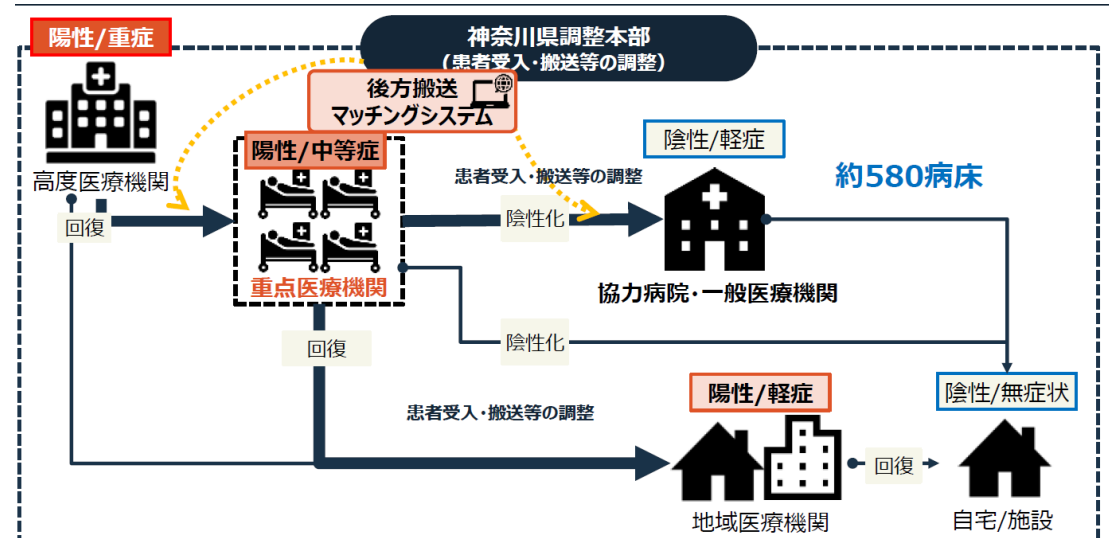 神奈川県調整本部
(患者受入・搬送等の調整)
陽性/重症
後方搬送
マッチングシステム
陽性/中等症
陰性/軽症
高度医療機関
患者受入・搬送等の調整
約580病床
回復
陰性化
重点医療機関
協力病院・一般医療機関
回復
陰性化
陽性/軽症
陰性/無症状
患者受入・搬送等の調整
回復
地域医療機関
自宅/施設